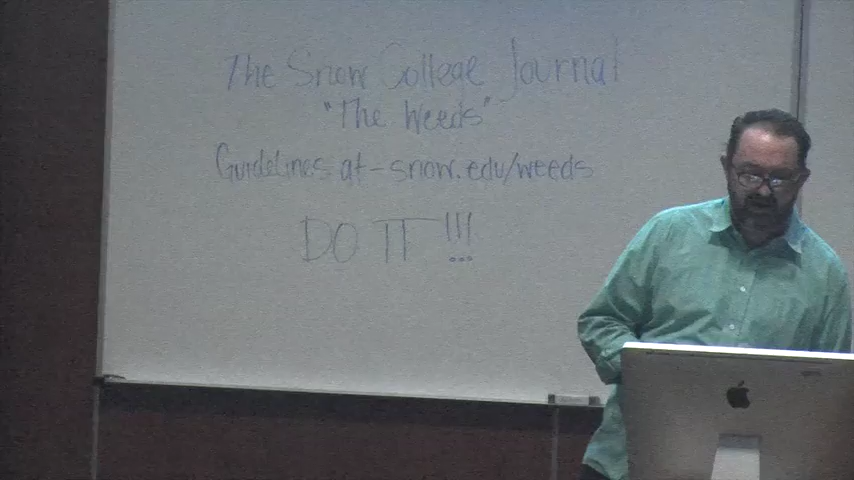 The Snow College Journal
"The Weeds"
Guidelines at - snow.edu/weeds
DO IT !!!